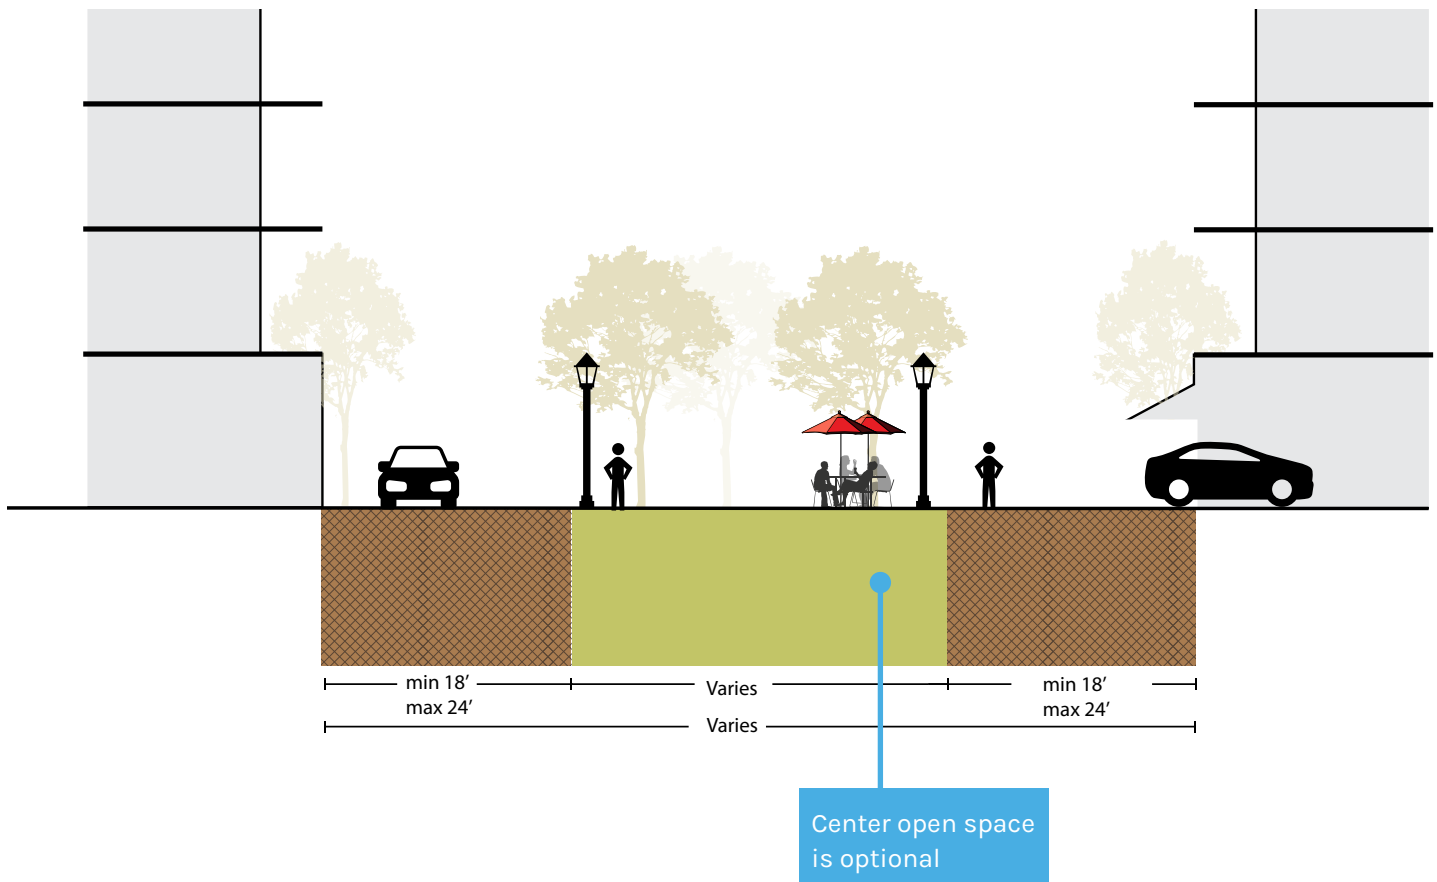 min 18’
max 24’
Varies
min 18’
max 24’
Varies
Center open space
is optional